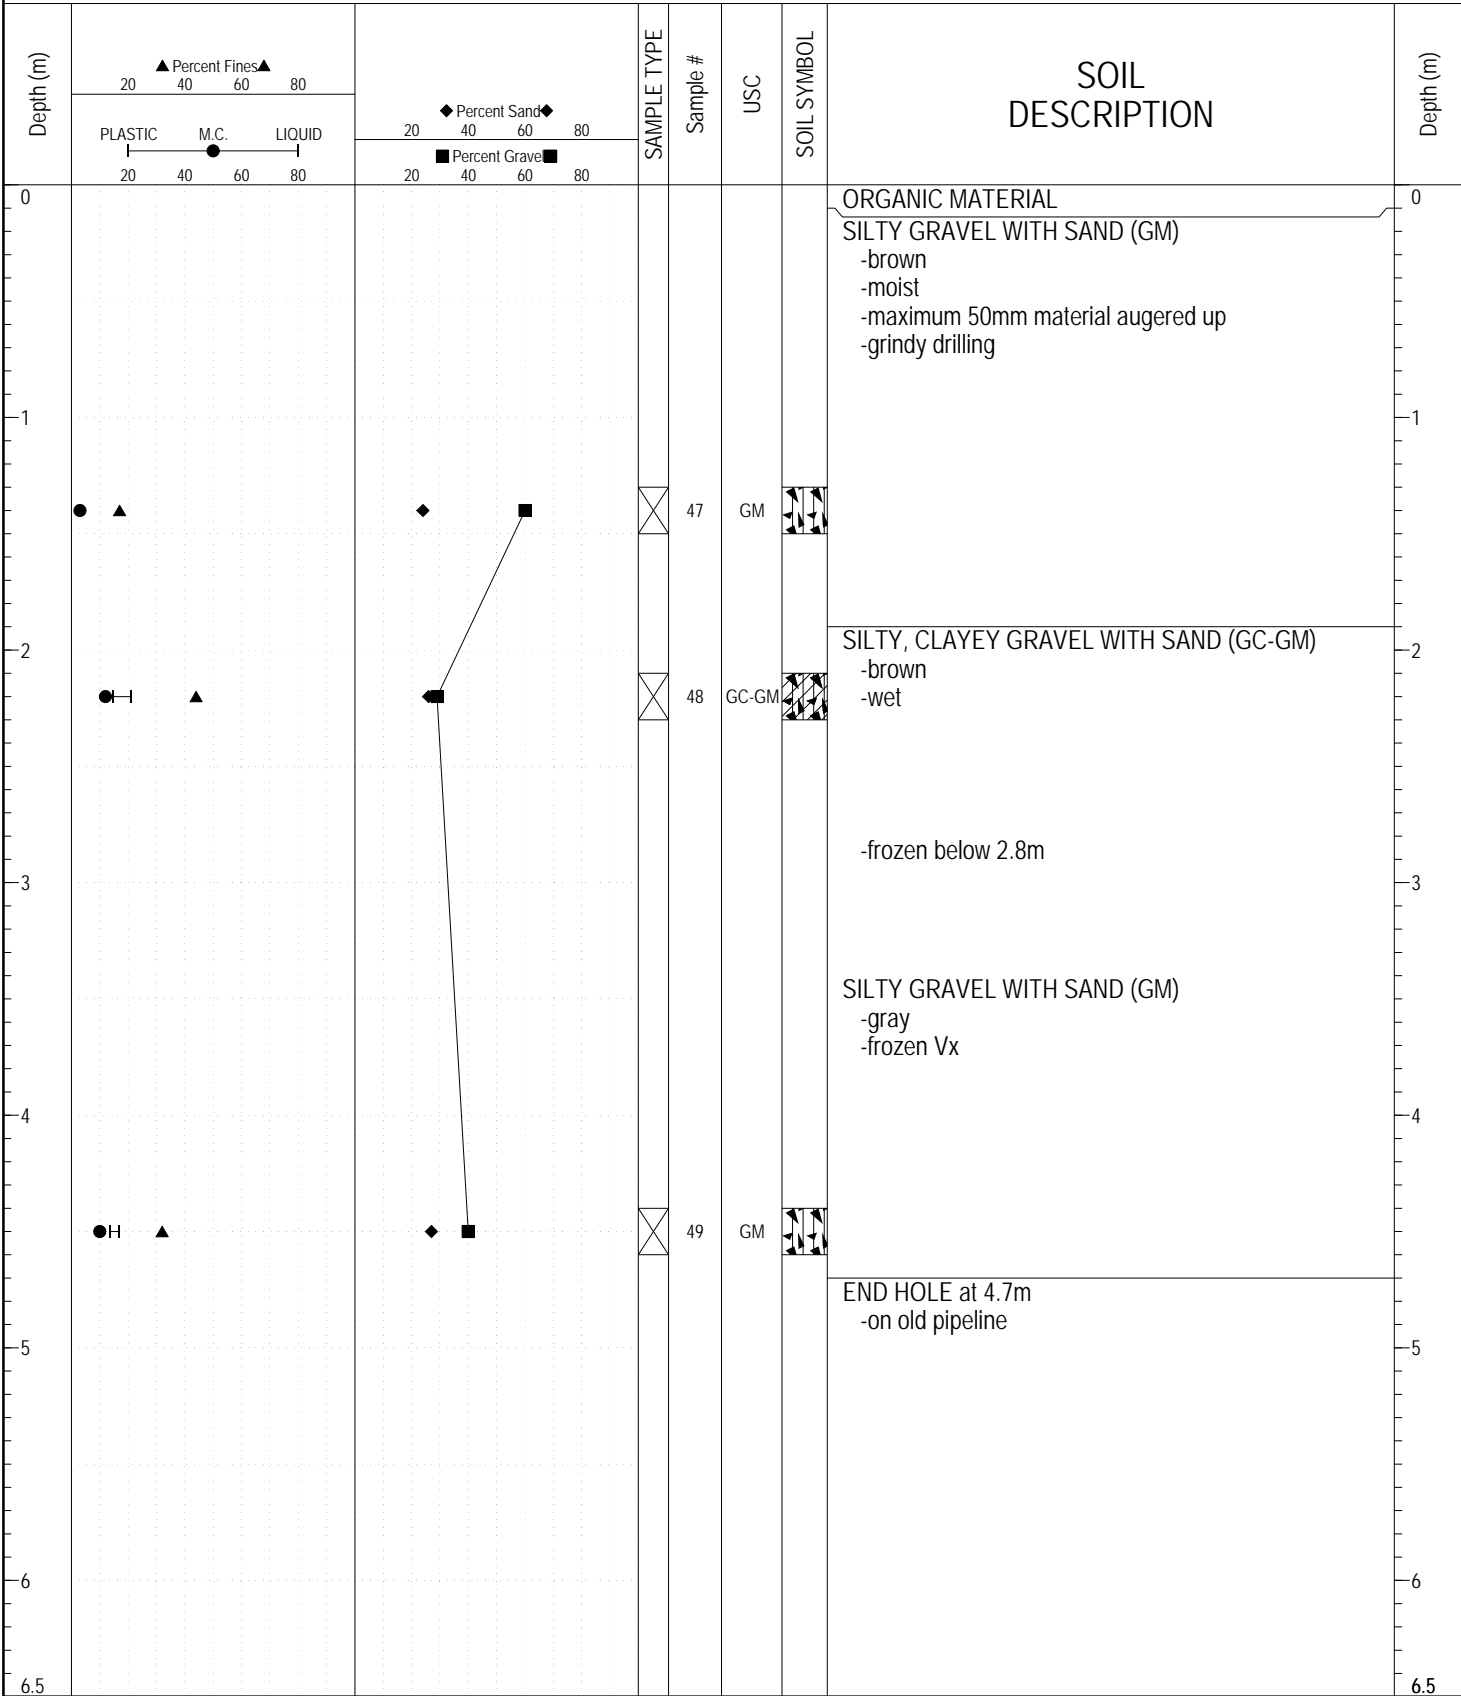 Depth (m)
▲ Percent Fines ▲
20 40 60 80
PLASTIC M.C. LIQUID
20 40 60 80
◆ Percent Sand ◆
20 40 60 80
■ Percent Gravel ■
20 40 60 80
SAMPLE TYPE
Sample #
USC
SOIL SYMBOL
SOIL
DESCRIPTION
Depth (m)
0
ORGANIC MATERIAL
0
SILTY GRAVEL WITH SAND (GM)
-brown
-moist
-maximum 50mm material augered up
-grindy drilling
1
1
47 GM
SILTY, CLAYEY GRAVEL WITH SAND (GC-GM)
2
2
-brown
48 GC-GM
-wet
-frozen below 2.8m
3
3
SILTY GRAVEL WITH SAND (GM)
-gray
-frozen Vx
4
4
49 GM
END HOLE at 4.7m
-on old pipeline
5
5
6
6
6.5
6.5